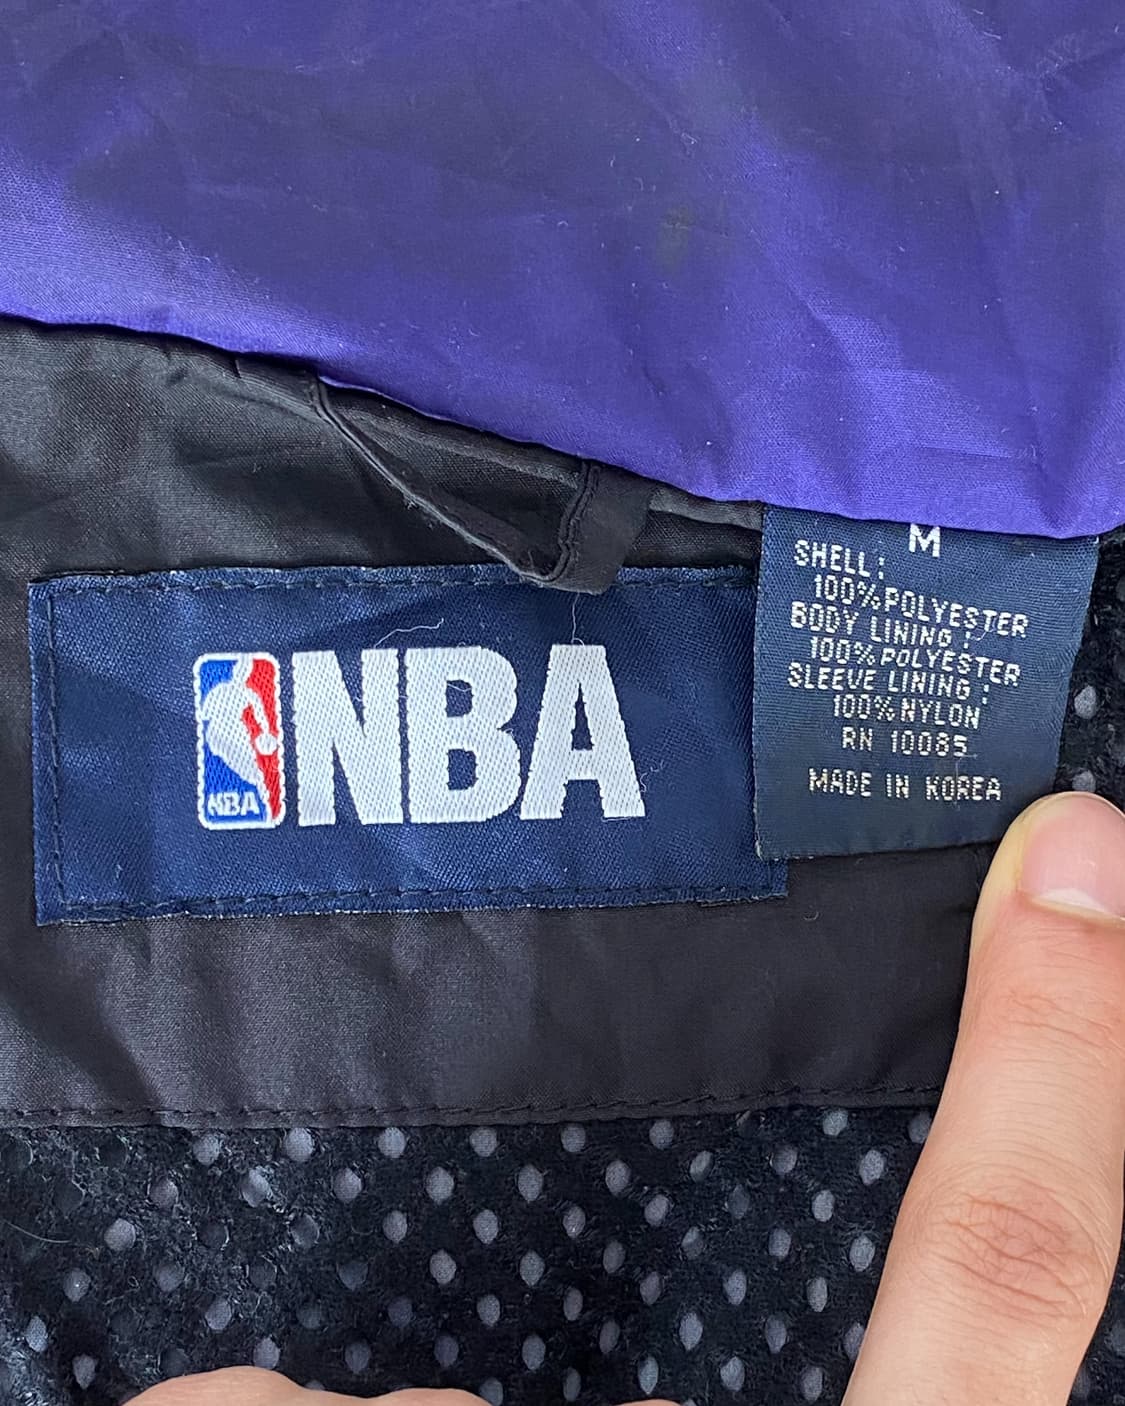 NBA
NBA
M
SHELL:
100%POLYESTER
BODY LINING:
100%POLYESTER
SLEEVE LINING:
100%NYLON
RN 10085
MADE IN KOREA